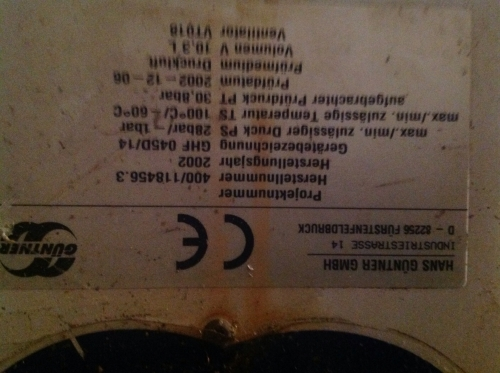 HANS GÜNTNER GMBH
INDUSTRIESTRASSE 14
D - 82256 FÜRSTENFELDBRUCK
CE
GÜNTNER
Projektnummer
Herstellnummer 400/118456.3
Herstellungsjahr 2002
Gerätebezeichnung GHF 045D/14
max./min. zulässiger Druck PS 28bar/ 1bar
max./min. zulässige Temperatur TS 100°C/ 60°C
aufgebrachter Prüfdruck PT 30,8bar
Prüfdatum 2002-12-06
Prüfmedium Druckluft
Volumen V 10,3 L
Ventilator VT018